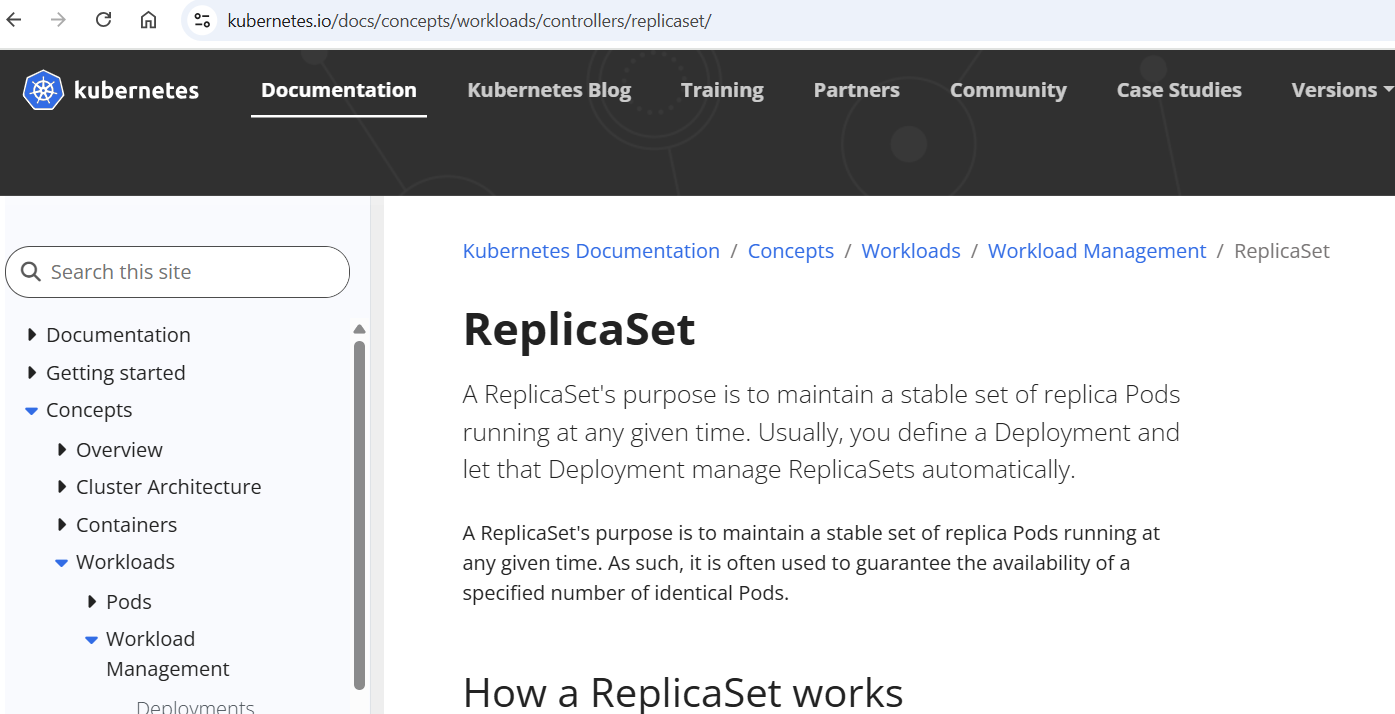 kubernetes.io/docs/concepts/workloads/controllers/replicaset/
kubernetes Documentation Kubernetes Blog Training Partners Community Case Studies Versions
Search this site
Documentation
Getting started
Concepts
Overview
Cluster Architecture
Containers
Workloads
Pods
Workload
Management
Deployments
Kubernetes Documentation / Concepts / Workloads / Workload Management / ReplicaSet
ReplicaSet
A ReplicaSet's purpose is to maintain a stable set of replica Pods
running at any given time. Usually, you define a Deployment and
let that Deployment manage ReplicaSets automatically.
A ReplicaSet's purpose is to maintain a stable set of replica Pods running at
any given time. As such, it is often used to guarantee the availability of a
specified number of identical Pods.
How a ReplicaSet works